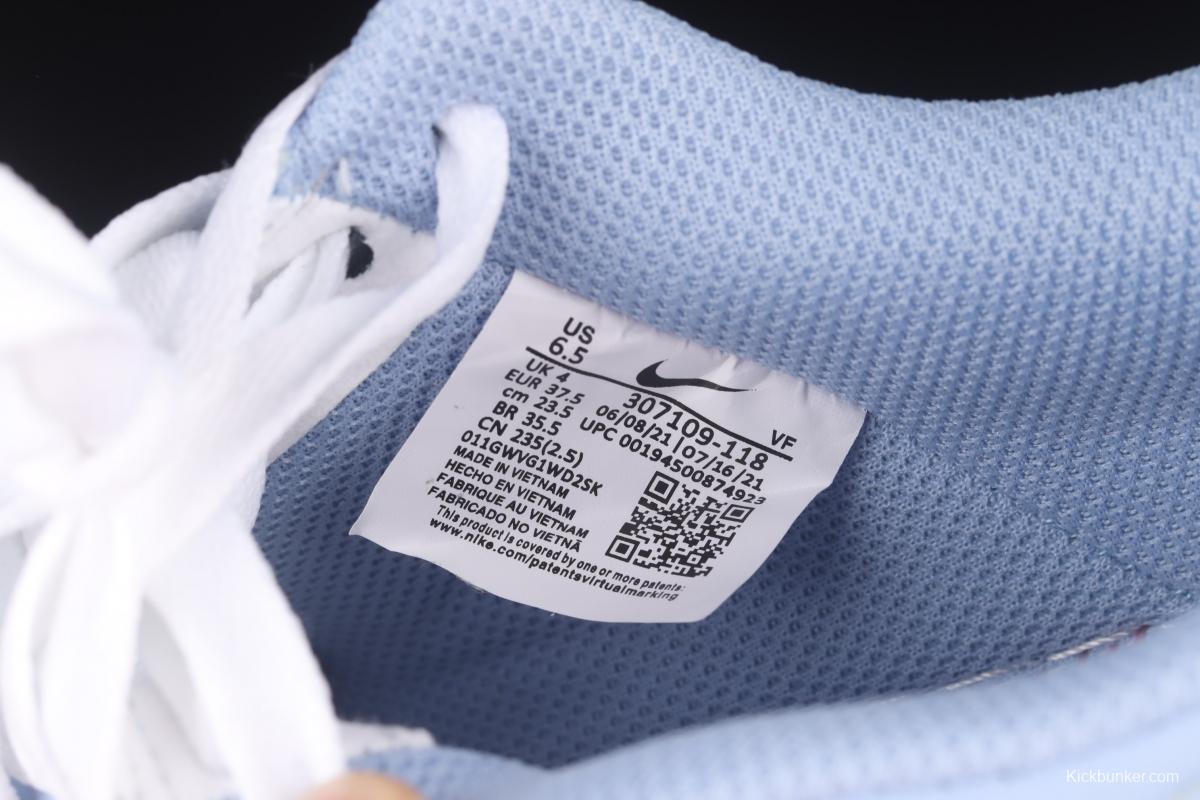 US
6.5
UK 4
EUR 37.5
cm 23.5
BR 35.5
CN 235(2.5)
011GWVG1WD2SK
MADE IN VIETNAM
HECHO EN VIETNAM
FABRIQUE AU VIETNAM
FABRICADO NO VIETNÃ
This product is covered by one or more patents:
www.nike.com/patentsvirtualmarking
307109-118
VF
06/08/21|07/16/21
UPC 00194500874923
Kickbunker.com